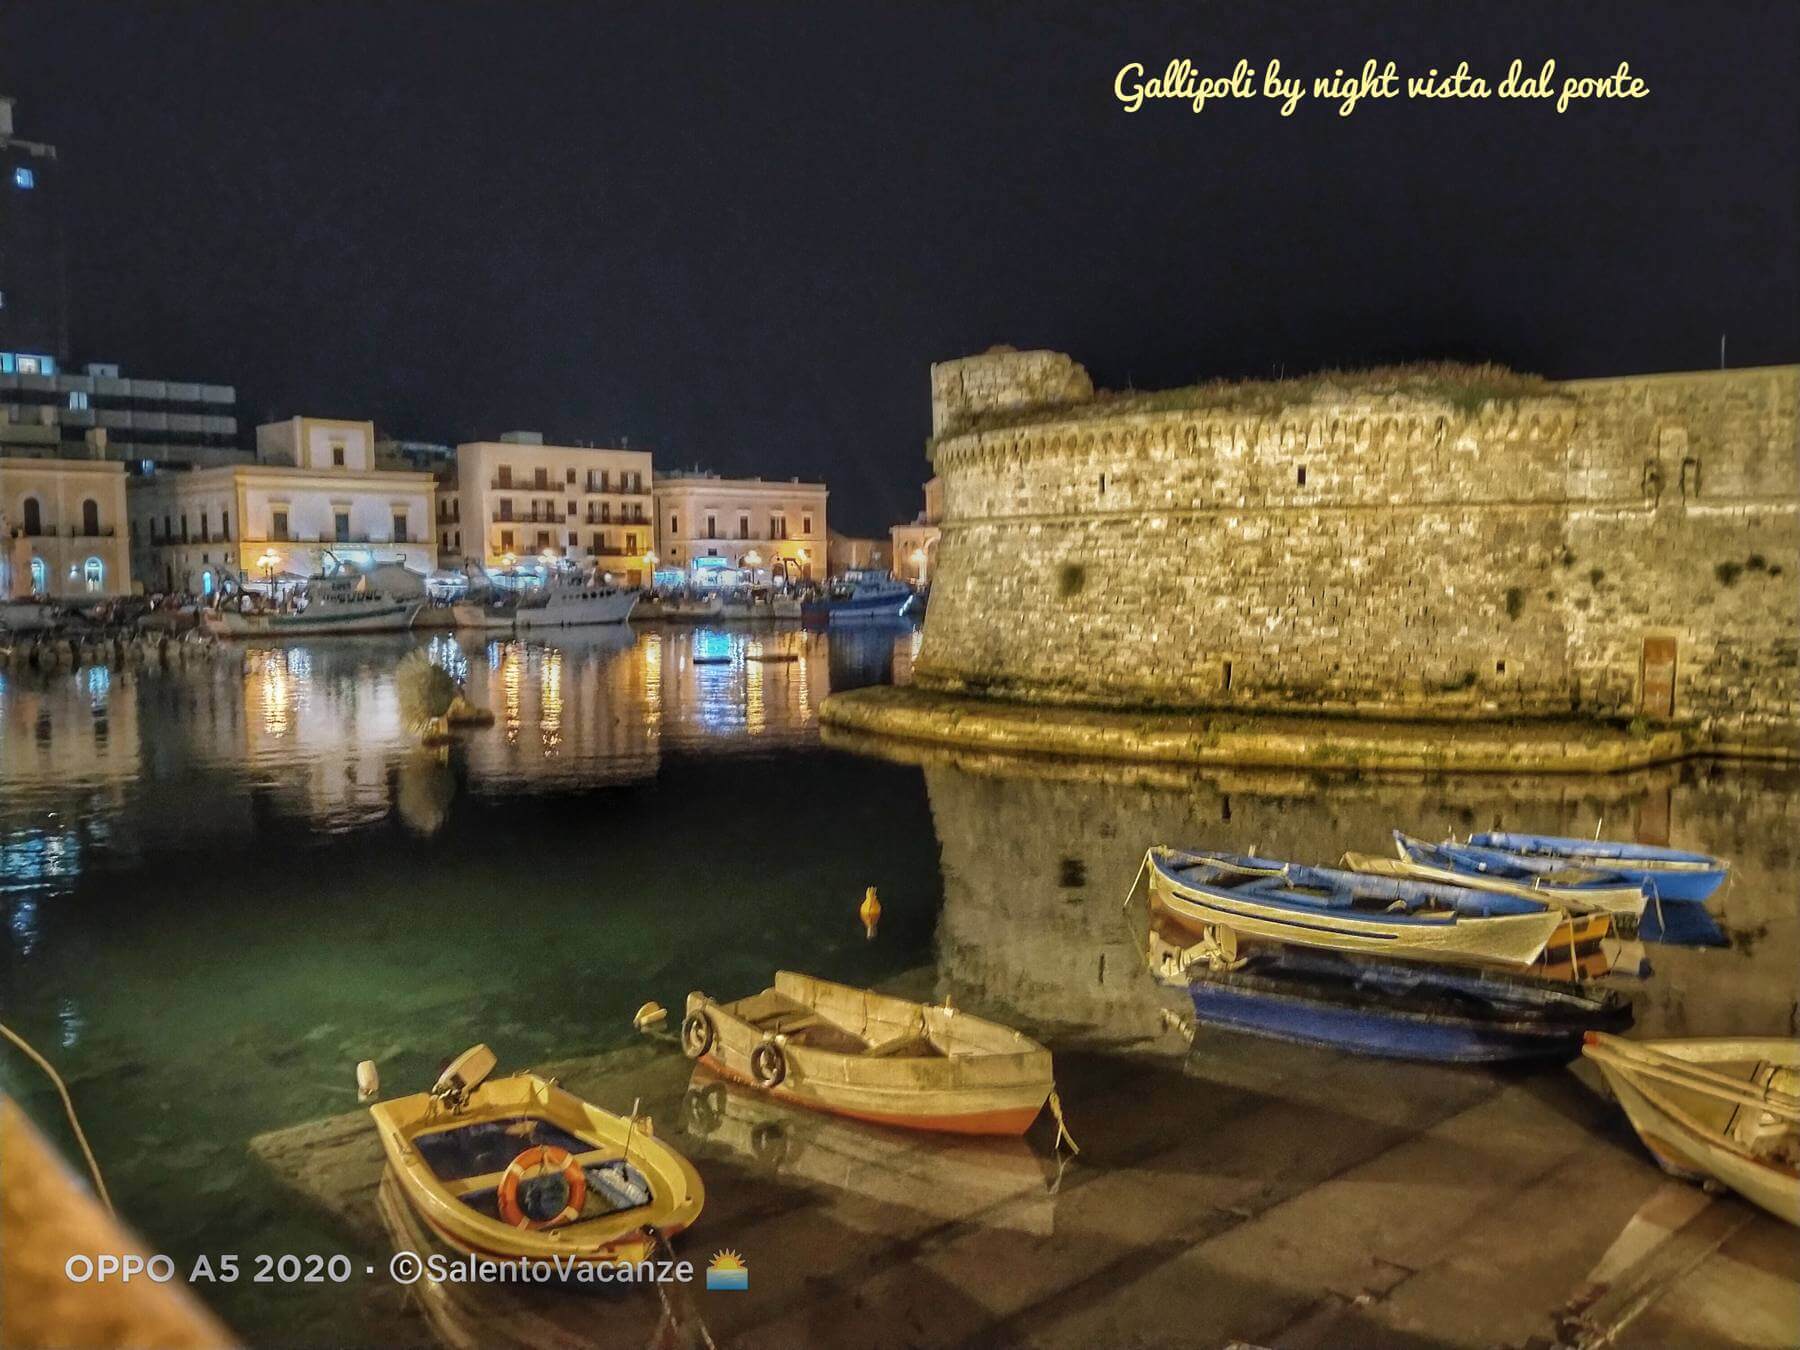 Gallipoli by night vista dal ponte
OPPO A5 2020 · ©SalentoVacanze 🌅